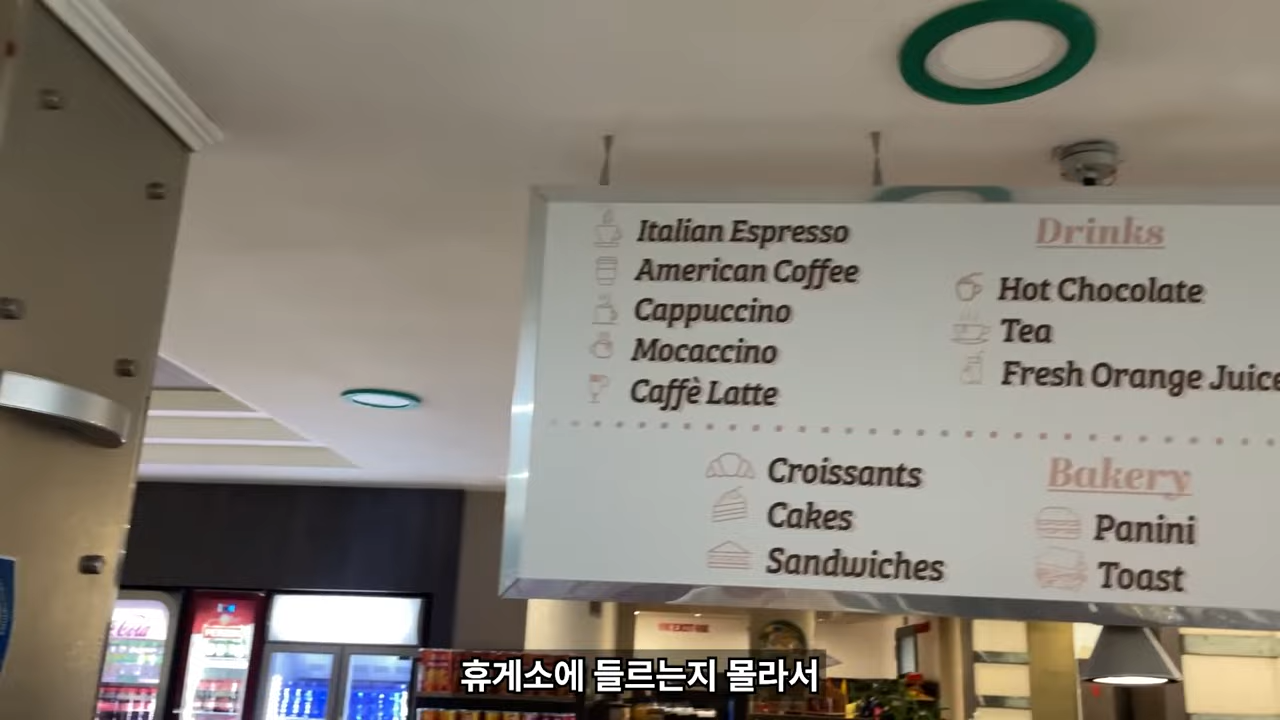 Italian Espresso
American Coffee
Cappuccino
Mocaccino
Caffè Latte
Drinks
Hot Chocolate
Tea
Fresh Orange Juice
Croissants
Cakes
Sandwiches
Bakery
Panini
Toast
휴게소에 들르는지 몰라서